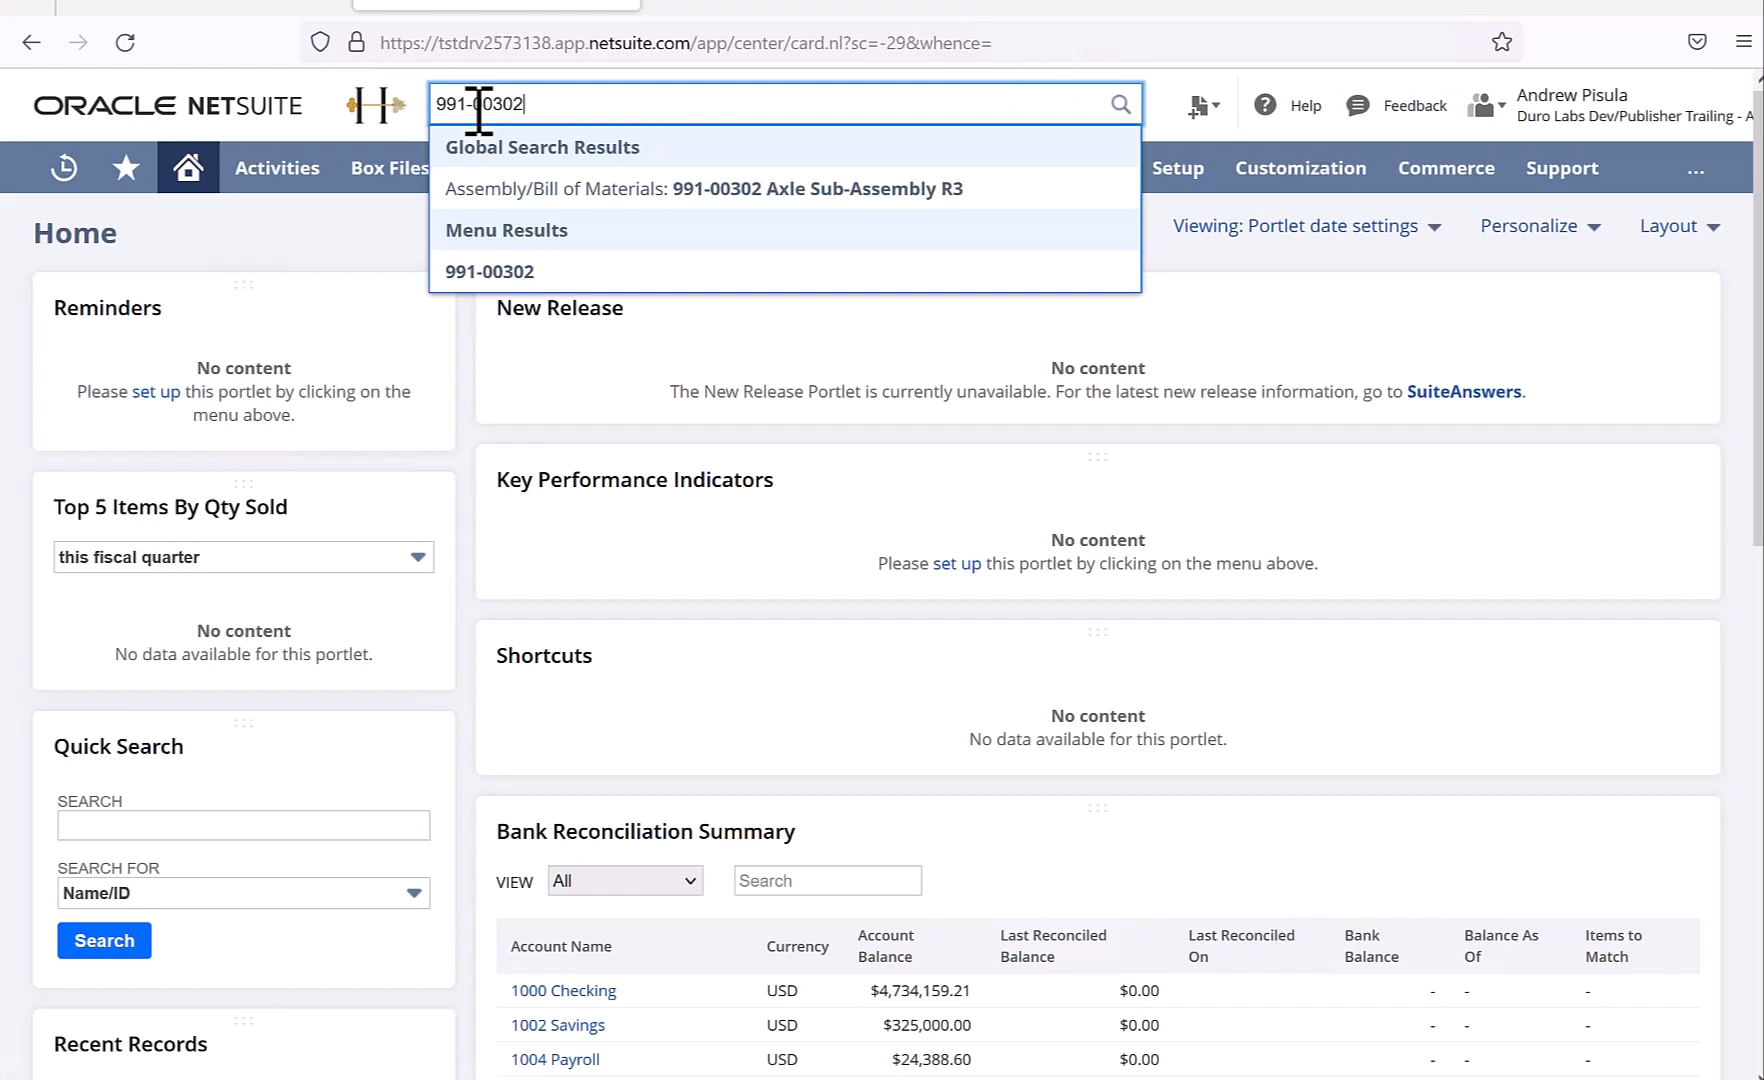 https://tstdrv2573138.app.netsuite.com/app/center/card.nl?sc=-29&whence=
ORACLE NETSUITE
991-00302
Help
Feedback
Andrew Pisula
Duro Labs Dev/Publisher Trailing - A
Activities
Box Files
Setup
Customization
Commerce
Support
...
Global Search Results
Assembly/Bill of Materials: 991-00302 Axle Sub-Assembly R3
Menu Results
991-00302
Home
Viewing: Portlet date settings
Personalize
Layout
Reminders
No content
Please set up this portlet by clicking on the
menu above.
New Release
No content
The New Release Portlet is currently unavailable. For the latest new release information, go to SuiteAnswers.
Top 5 Items By Qty Sold
this fiscal quarter
No content
No data available for this portlet.
Key Performance Indicators
No content
Please set up this portlet by clicking on the menu above.
Shortcuts
No content
No data available for this portlet.
Quick Search
SEARCH
SEARCH FOR
Name/ID
Search
Recent Records
Bank Reconciliation Summary
VIEW All Search
Account Name Currency Account Balance Last Reconciled Balance Last Reconciled On Bank Balance Balance As Of Items to Match
1000 Checking USD $4,734,159.21 $0.00 - - -
1002 Savings USD $325,000.00 $0.00 - - -
1004 Payroll USD $24,388.60 $0.00 - - -